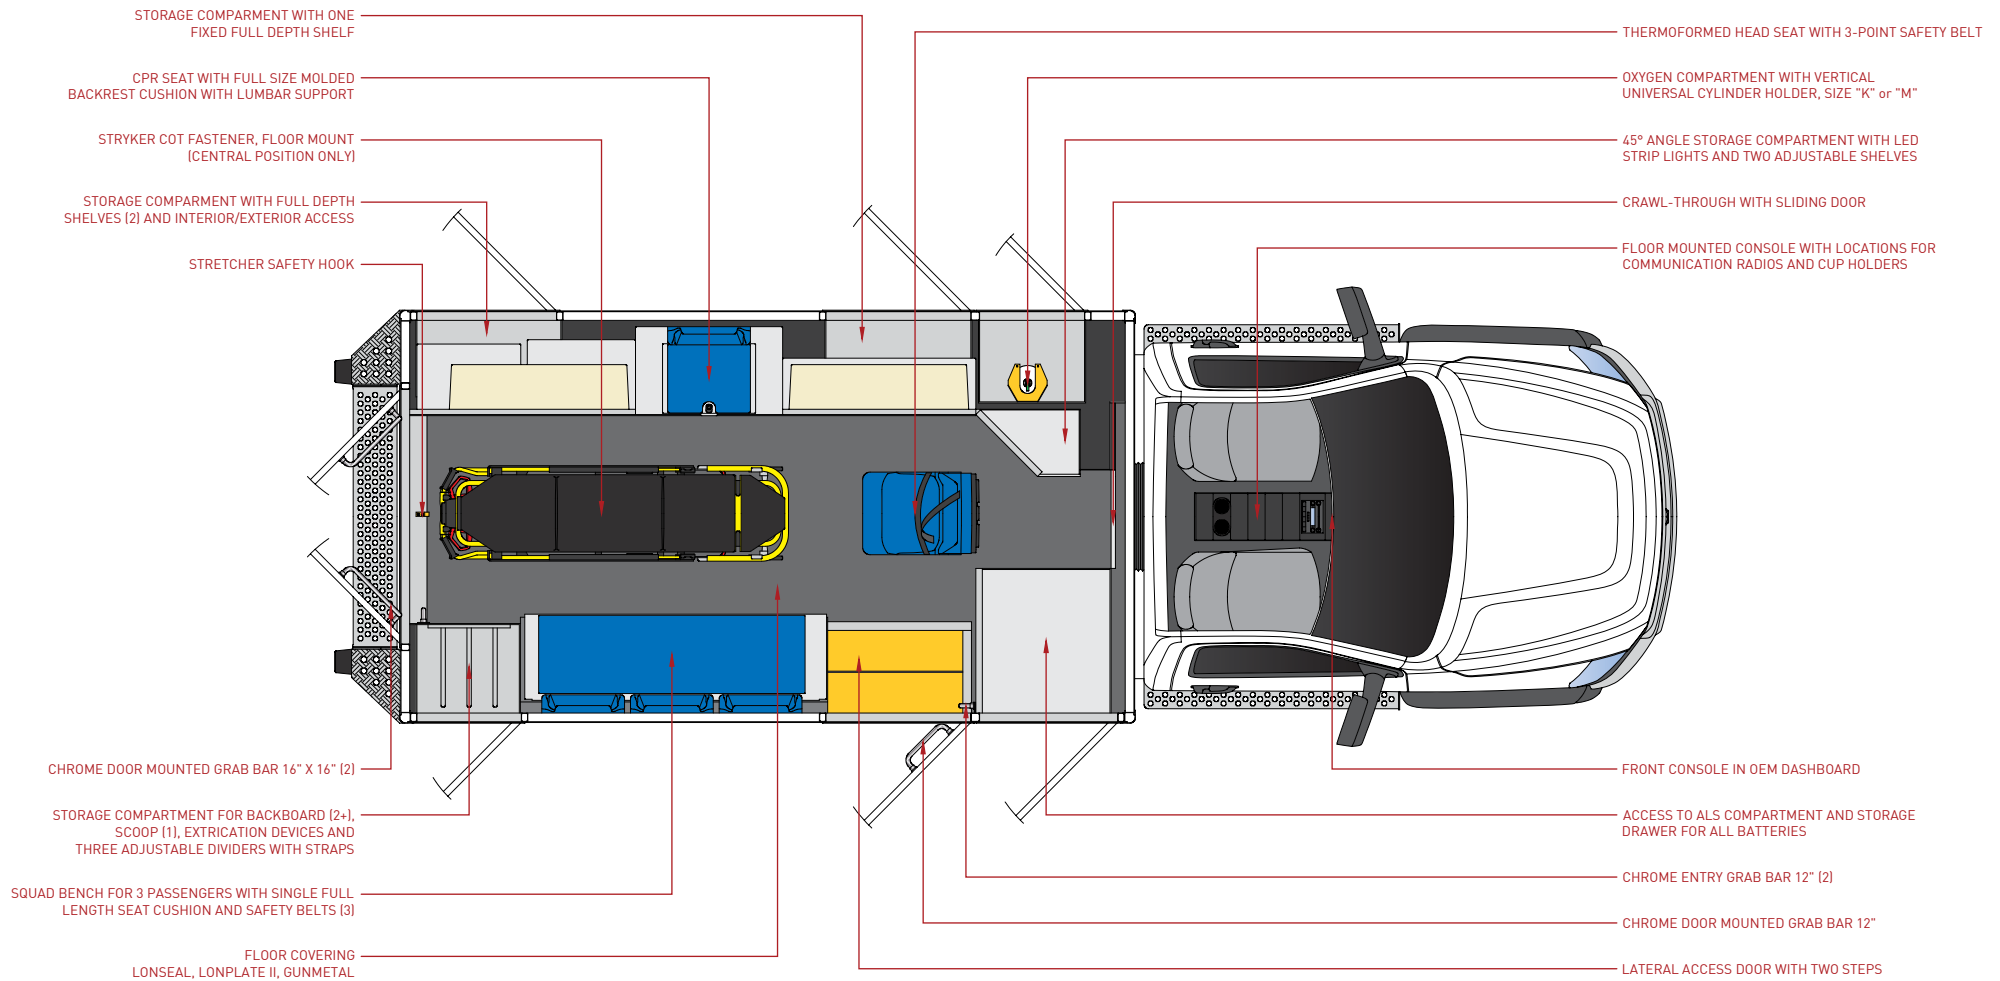 STORAGE COMPARMENT WITH ONE
FIXED FULL DEPTH SHELF
CPR SEAT WITH FULL SIZE MOLDED
BACKREST CUSHION WITH LUMBAR SUPPORT
STRYKER COT FASTENER, FLOOR MOUNT
(CENTRAL POSITION ONLY)
STORAGE COMPARMENT WITH FULL DEPTH
SHELVES (2) AND INTERIOR/EXTERIOR ACCESS
STRETCHER SAFETY HOOK
CHROME DOOR MOUNTED GRAB BAR 16" X 16" (2)
STORAGE COMPARTMENT FOR BACKBOARD (2+),
SCOOP (1), EXTRICATION DEVICES AND
THREE ADJUSTABLE DIVIDERS WITH STRAPS
SQUAD BENCH FOR 3 PASSENGERS WITH SINGLE FULL
LENGTH SEAT CUSHION AND SAFETY BELTS (3)
FLOOR COVERING
LONSEAL, LONPLATE II, GUNMETAL
THERMOFORMED HEAD SEAT WITH 3-POINT SAFETY BELT
OXYGEN COMPARTMENT WITH VERTICAL
UNIVERSAL CYLINDER HOLDER, SIZE "K" or "M"
45° ANGLE STORAGE COMPARTMENT WITH LED
STRIP LIGHTS AND TWO ADJUSTABLE SHELVES
CRAWL-THROUGH WITH SLIDING DOOR
FLOOR MOUNTED CONSOLE WITH LOCATIONS FOR
COMMUNICATION RADIOS AND CUP HOLDERS
FRONT CONSOLE IN OEM DASHBOARD
ACCESS TO ALS COMPARTMENT AND STORAGE
DRAWER FOR ALL BATTERIES
CHROME ENTRY GRAB BAR 12" (2)
CHROME DOOR MOUNTED GRAB BAR 12"
LATERAL ACCESS DOOR WITH TWO STEPS